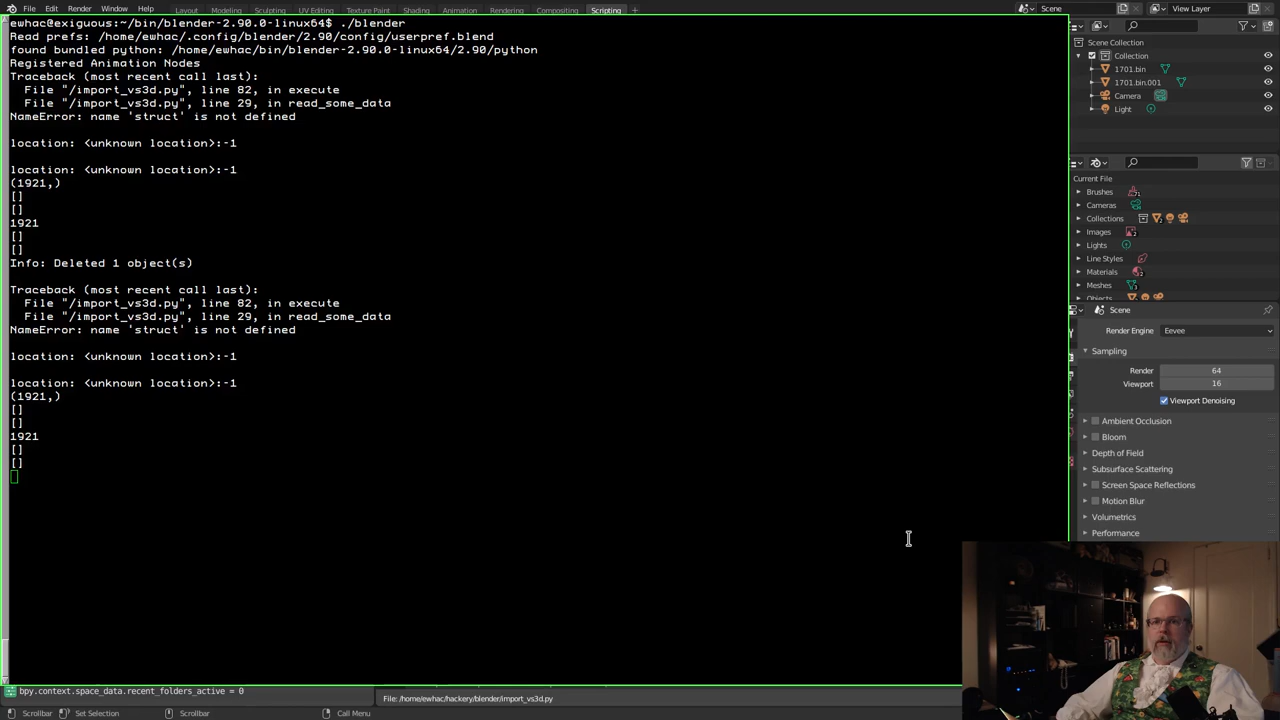 File Edit Render Window Help Layout Modeling Sculpting UV Editing Texture Paint Shading Animation Rendering Compositing Scripting + Scene View Layer
ewhac@exiguous:~/bin/blender-2.90.0-linux64$ ./blender
Read prefs: /home/ewhac/.config/blender/2.90/config/userpref.blend
found bundled python: /home/ewhac/bin/blender-2.90.0-linux64/2.90/python
Registered Animation Nodes
Traceback (most recent call last):
File "/import_vs3d.py", line 82, in execute
File "/import_vs3d.py", line 29, in read_some_data
NameError: name 'struct' is not defined
location: <unknown location>:-1
location: <unknown location>:-1
(1921,)
[]
[]
1921
[]
[]
Info: Deleted 1 object(s)
Traceback (most recent call last):
File "/import_vs3d.py", line 82, in execute
File "/import_vs3d.py", line 29, in read_some_data
NameError: name 'struct' is not defined
location: <unknown location>:-1
location: <unknown location>:-1
(1921,)
[]
[]
1921
[]
[]
Scene Collection
Collection
1701.bin
1701.bin.001
Camera
Light
Current File
Brushes 71
Cameras
Collections 2
Images 2
Lights
Line Styles
Materials 2
Meshes 3
Objects
Scene
Render Engine Eevee
Sampling
Render 64
Viewport 16
Viewport Denoising
Ambient Occlusion
Bloom
Depth of Field
Subsurface Scattering
Screen Space Reflections
Motion Blur
Volumetrics
Performance
bpy.context.space_data.recent_folders_active = 0
File: /home/ewhac/hackery/blender/import_vs3d.py
Scrollbar Set Selection Scrollbar Call Menu